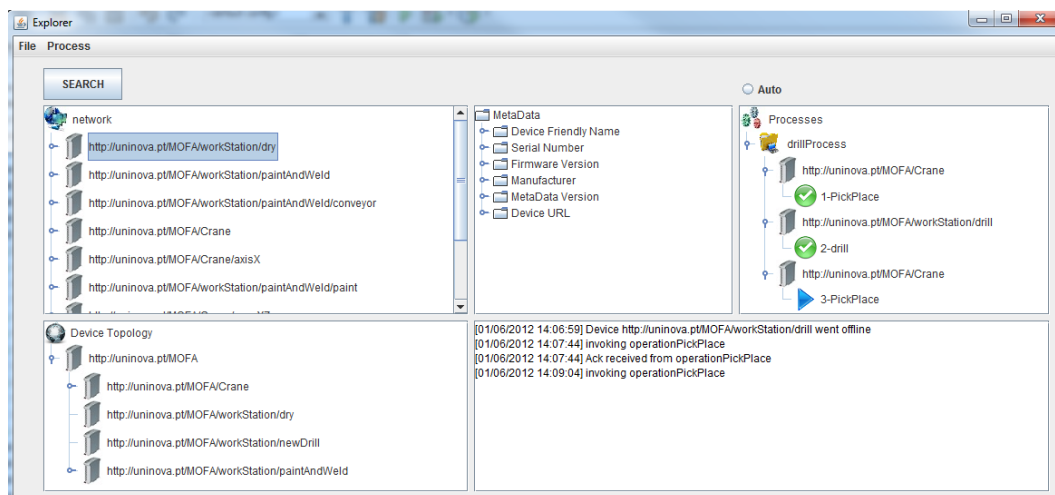 Explorer
File Process
SEARCH
Auto
network
http://uninova.pt/MOFA/workStation/dry
http://uninova.pt/MOFA/workStation/paintAndWeld
http://uninova.pt/MOFA/workStation/paintAndWeld/conveyor
http://uninova.pt/MOFA/Crane
http://uninova.pt/MOFA/Crane/axisX
http://uninova.pt/MOFA/workStation/paintAndWeld/paint
MetaData
Device Friendly Name
Serial Number
Firmware Version
Manufacturer
MetaData Version
Device URL
Processes
drillProcess
http://uninova.pt/MOFA/Crane
1-PickPlace
http://uninova.pt/MOFA/workStation/drill
2-drill
http://uninova.pt/MOFA/Crane
3-PickPlace
Device Topology
http://uninova.pt/MOFA
http://uninova.pt/MOFA/Crane
http://uninova.pt/MOFA/workStation/dry
http://uninova.pt/MOFA/workStation/newDrill
http://uninova.pt/MOFA/workStation/paintAndWeld
[01/06/2012 14:06:59] Device http://uninova.pt/MOFA/workStation/drill went offline
[01/06/2012 14:07:44] invoking operationPickPlace
[01/06/2012 14:07:44] Ack received from operationPickPlace
[01/06/2012 14:09:04] invoking operationPickPlace